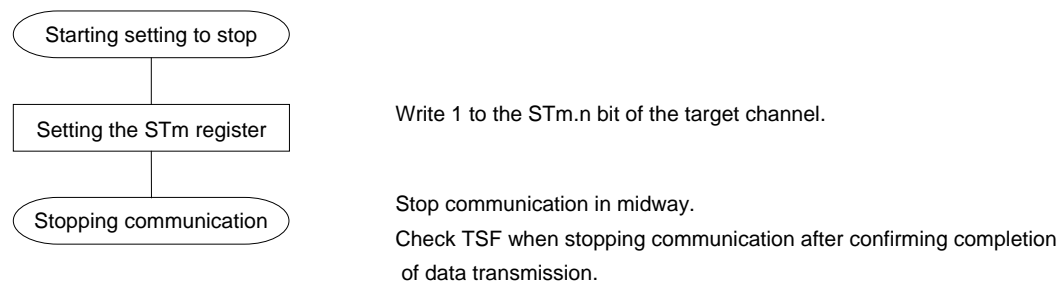 Starting setting to stop
Setting the STm register
Write 1 to the STm.n bit of the target channel.
Stopping communication
Stop communication in midway.
Check TSF when stopping communication after confirming completion
of data transmission.